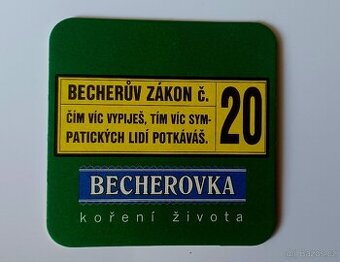 BECHERŮV ZÁKON č.
ČÍM VÍC VYPIJEŠ, TÍM VÍC SYM-
PATICKÝCH LIDÍ POTKÁVÁŠ.
20
BECHEROVKA
koření života